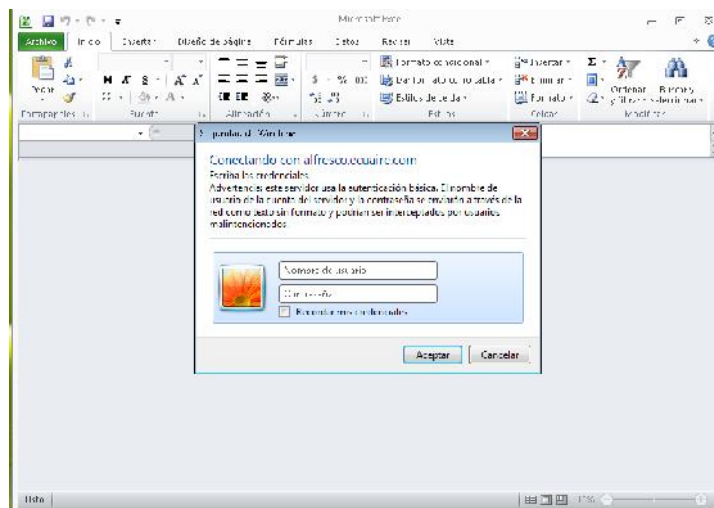 Microsoft Excel
Archivo Inicio Insertar Diseño de página Fórmulas Datos Revisar Vista
Formato condicional Insertar Σ
Pegar N K S A A $ % 000 Dar formato como tabla Eliminar Ordenar Buscar y
Estilos de celda Formato y filtrar seleccionar
Portapapeles Fuente Alineación Número Estilos Celdas Modificar
Seguridad de Windows
Conectando con alfresco.ecuaire.com
Escriba las credenciales.
Advertencia: este servidor usa la autenticación básica. El nombre de
usuario de la cuenta del servidor y la contraseña se enviarán a través de la
red como texto sin formato y podrían ser interceptados por usuarios
malintencionados.
Nombre de usuario
Contraseña
Recordar mis credenciales
Aceptar Cancelar
Listo